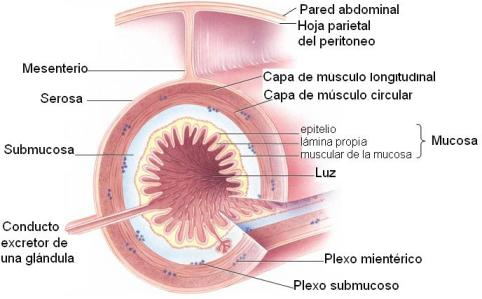 Pared abdominal
Hoja parietal
del peritoneo
Mesenterio
Capa de musculo longitudinal
Serosa
Capa de músculo circular
epitelio
lámina propia
muscular de la mucosa
Mucosa
Submucosa
Luz
Conducto
excretor de
una glándula
Plexo mientérico
Plexo submucoso